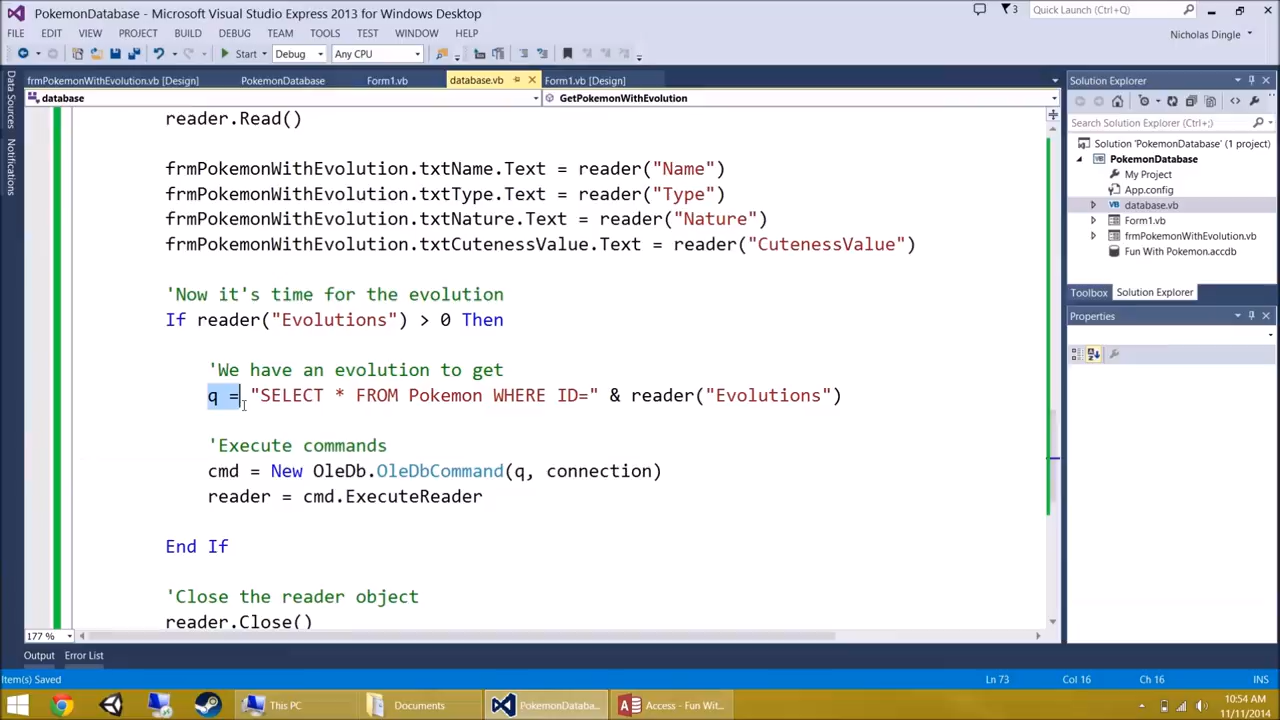 PokemonDatabase - Microsoft Visual Studio Express 2013 for Windows Desktop
3
Quick Launch (Ctrl+Q)
FILE EDIT VIEW PROJECT BUILD DEBUG TEAM TOOLS TEST WINDOW HELP
Nicholas Dingle
Start Debug Any CPU
frmPokemonWithEvolution.vb [Design] PokemonDatabase Form1.vb database.vb Form1.vb [Design]
database GetPokemonWithEvolution
Data Sources
Notifications
reader.Read()
frmPokemonWithEvolution.txtName.Text = reader("Name")
frmPokemonWithEvolution.txtType.Text = reader("Type")
frmPokemonWithEvolution.txtNature.Text = reader("Nature")
frmPokemonWithEvolution.txtCutenessValue.Text = reader("CutenessValue")
'Now it's time for the evolution
If reader("Evolutions") > 0 Then
'We have an evolution to get
q = "SELECT * FROM Pokemon WHERE ID=" & reader("Evolutions")
'Execute commands
cmd = New OleDb.OleDbCommand(q, connection)
reader = cmd.ExecuteReader
End If
'Close the reader object
reader.Close()
177 %
Solution Explorer
Search Solution Explorer (Ctrl+;)
Solution 'PokemonDatabase' (1 project)
PokemonDatabase
My Project
App.config
database.vb
Form1.vb
frmPokemonWithEvolution.vb
Fun With Pokemon.accdb
Toolbox Solution Explorer
Properties
Output Error List
Item(s) Saved Ln 73 Col 16 Ch 16 INS
This PC Documents PokemonDataba... Access - Fun Wit...
10:54 AM
11/11/2014